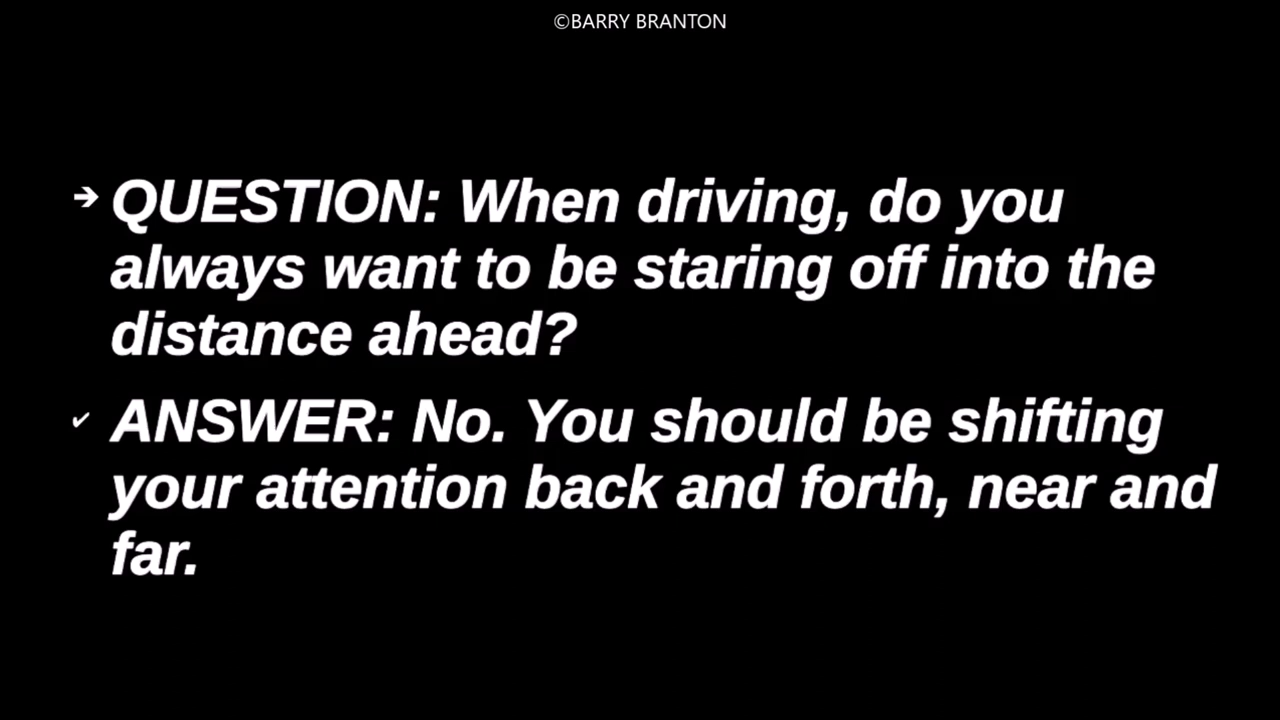 ©BARRY BRANTON
➔ QUESTION: When driving, do you
always want to be staring off into the
distance ahead?
✓ ANSWER: No. You should be shifting
your attention back and forth, near and
far.